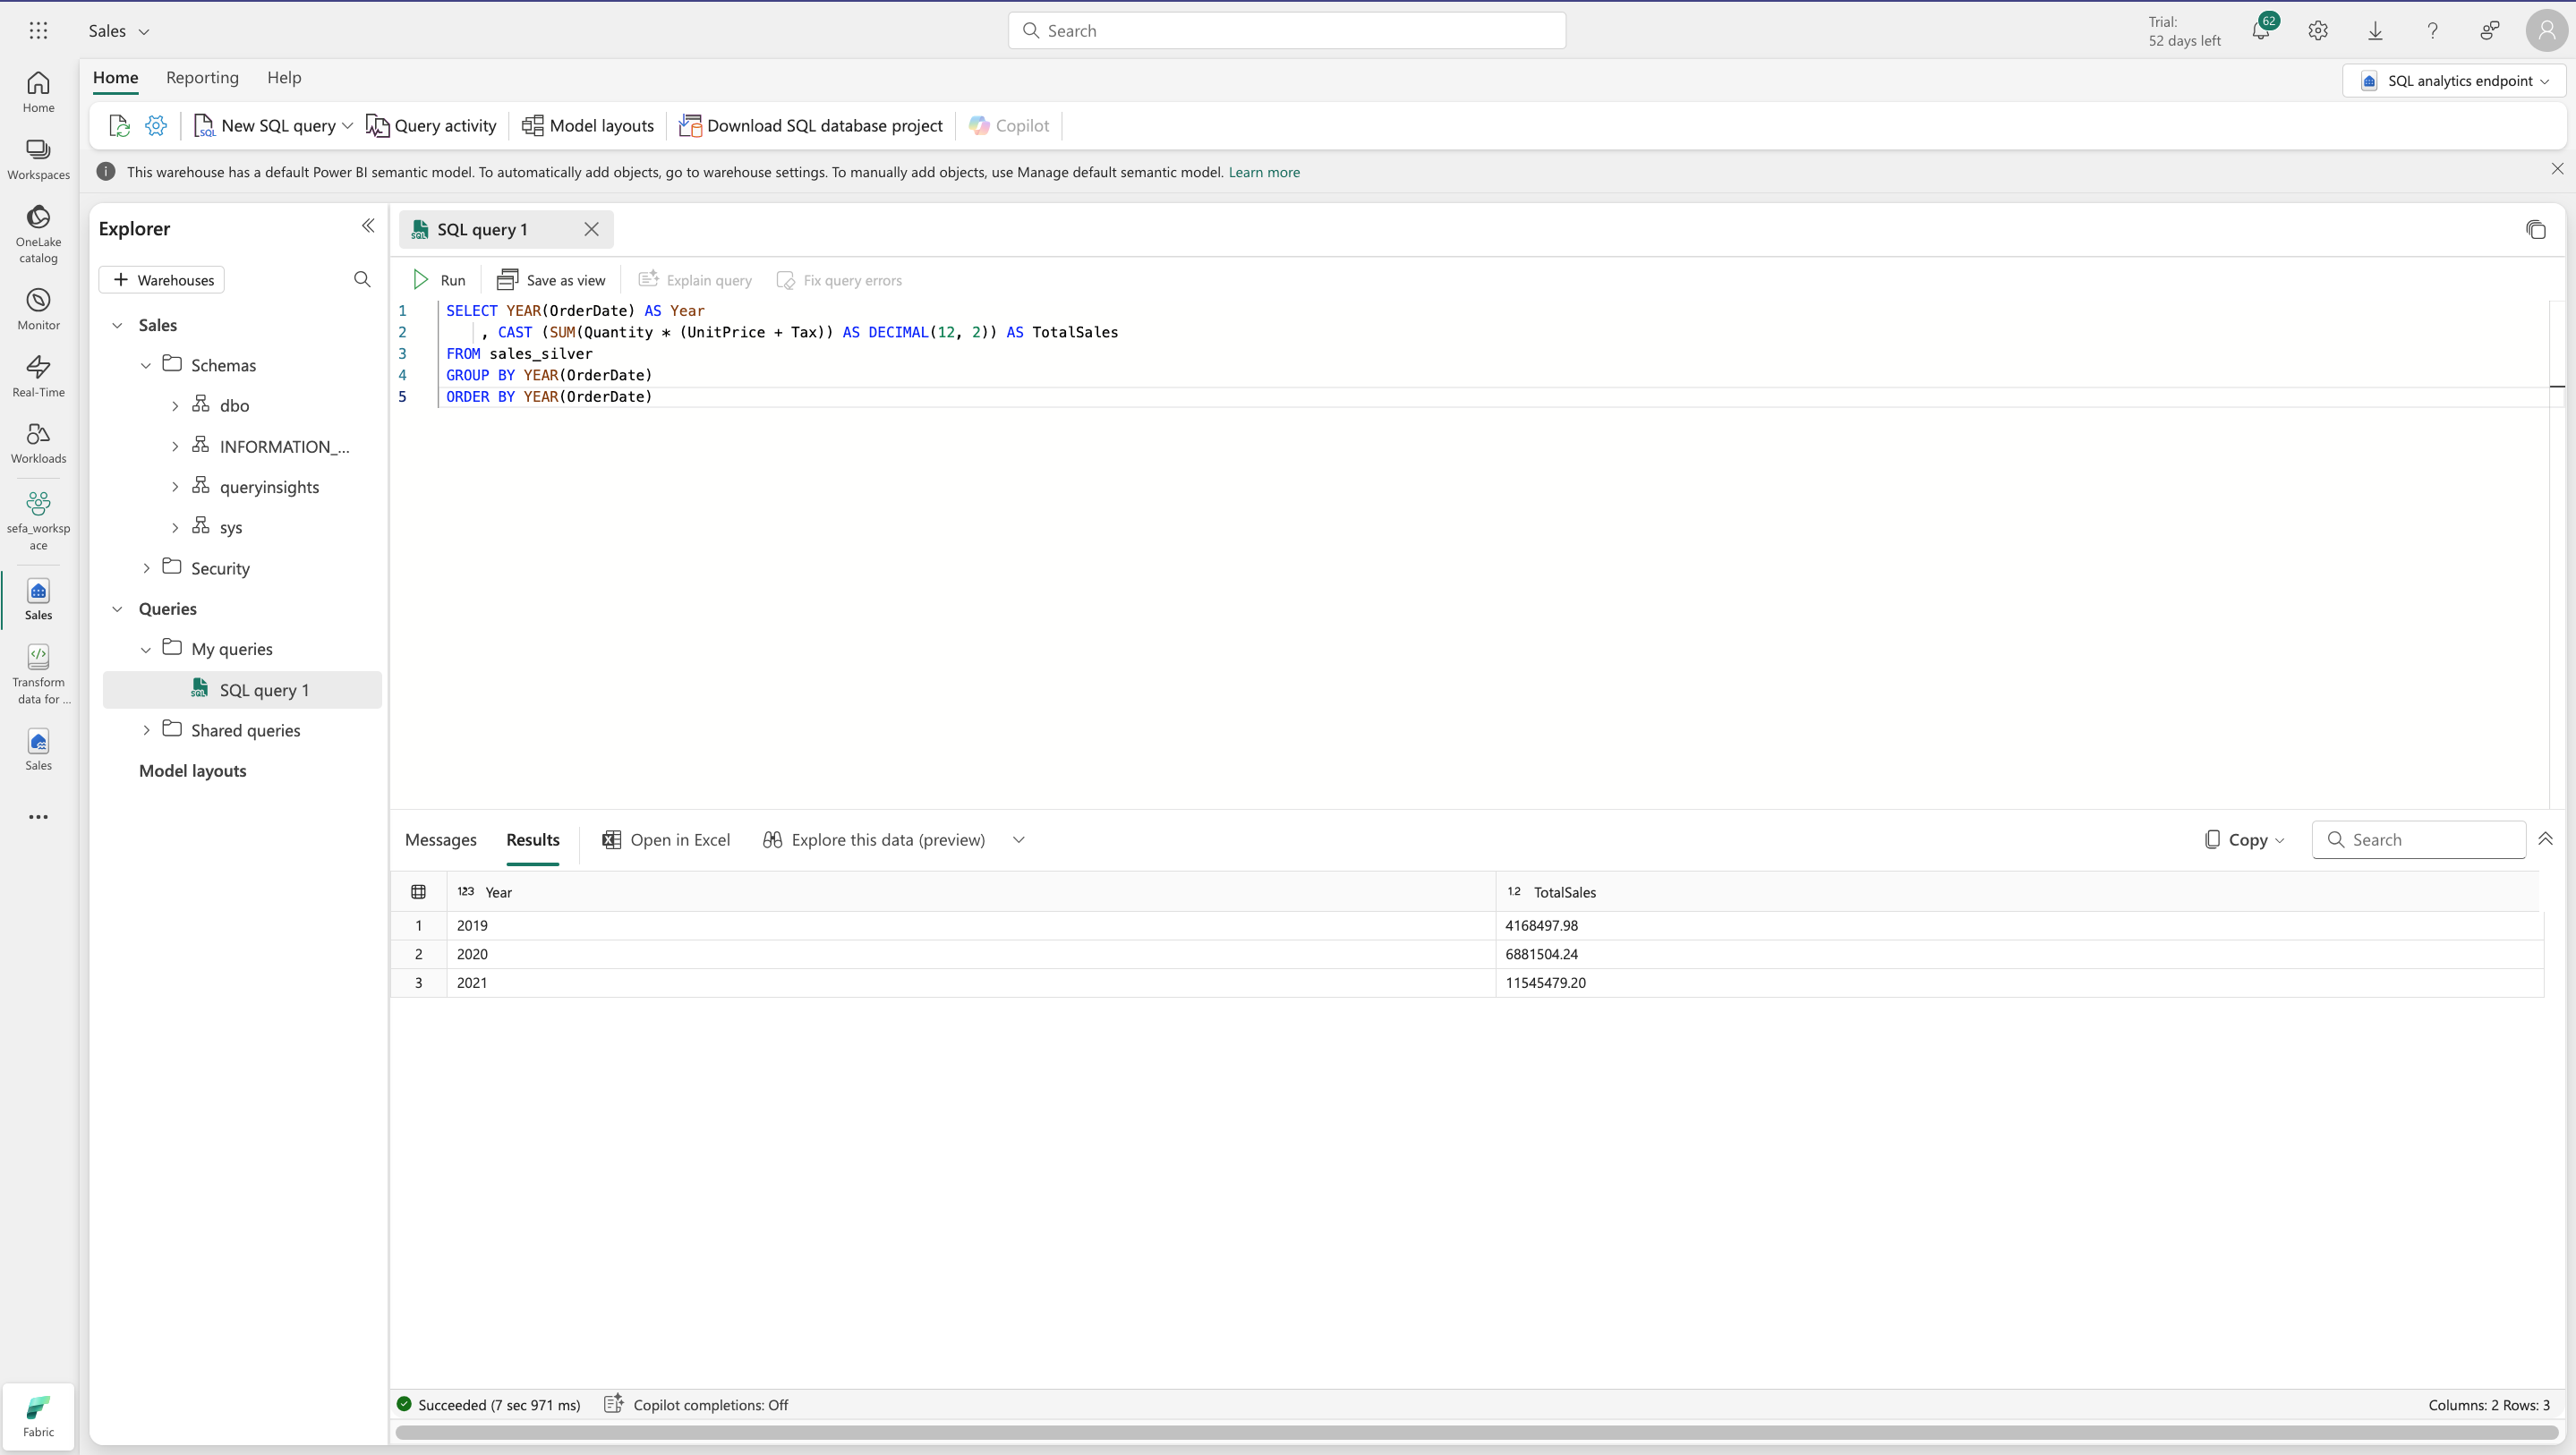 Sales
Search
Trial:
52 days left
62
Home
Reporting
Help
SQL analytics endpoint
New SQL query
Query activity
Model layouts
Download SQL database project
Copilot
This warehouse has a default Power BI semantic model. To automatically add objects, go to warehouse settings. To manually add objects, use Manage default semantic model. Learn more
Home
Workspaces
OneLake
catalog
Monitor
Real-Time
Workloads
sefa_worksp
ace
Sales
Transform
data for ...
Sales
Fabric
Explorer
Warehouses
Sales
Schemas
dbo
INFORMATION_...
queryinsights
sys
Security
Queries
My queries
SQL query 1
Shared queries
Model layouts
SQL query 1
Run
Save as view
Explain query
Fix query errors
1 SELECT YEAR(OrderDate) AS Year
2 , CAST (SUM(Quantity * (UnitPrice + Tax)) AS DECIMAL(12, 2)) AS TotalSales
3 FROM sales_silver
4 GROUP BY YEAR(OrderDate)
5 ORDER BY YEAR(OrderDate)
Messages
Results
Open in Excel
Explore this data (preview)
Copy
Search
123 Year 1.2 TotalSales
1 2019 4168497.98
2 2020 6881504.24
3 2021 11545479.20
Succeeded (7 sec 971 ms)
Copilot completions: Off
Columns: 2 Rows: 3